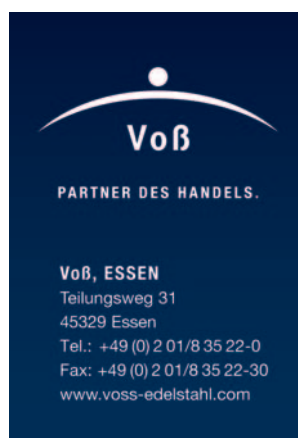 Voß
PARTNER DES HANDELS.
Voß, ESSEN
Teilungsweg 31
45329 Essen
Tel.: +49 (0) 2 01/8 35 22-0
Fax: +49 (0) 2 01/8 35 22-30
www.voss-edelstahl.com